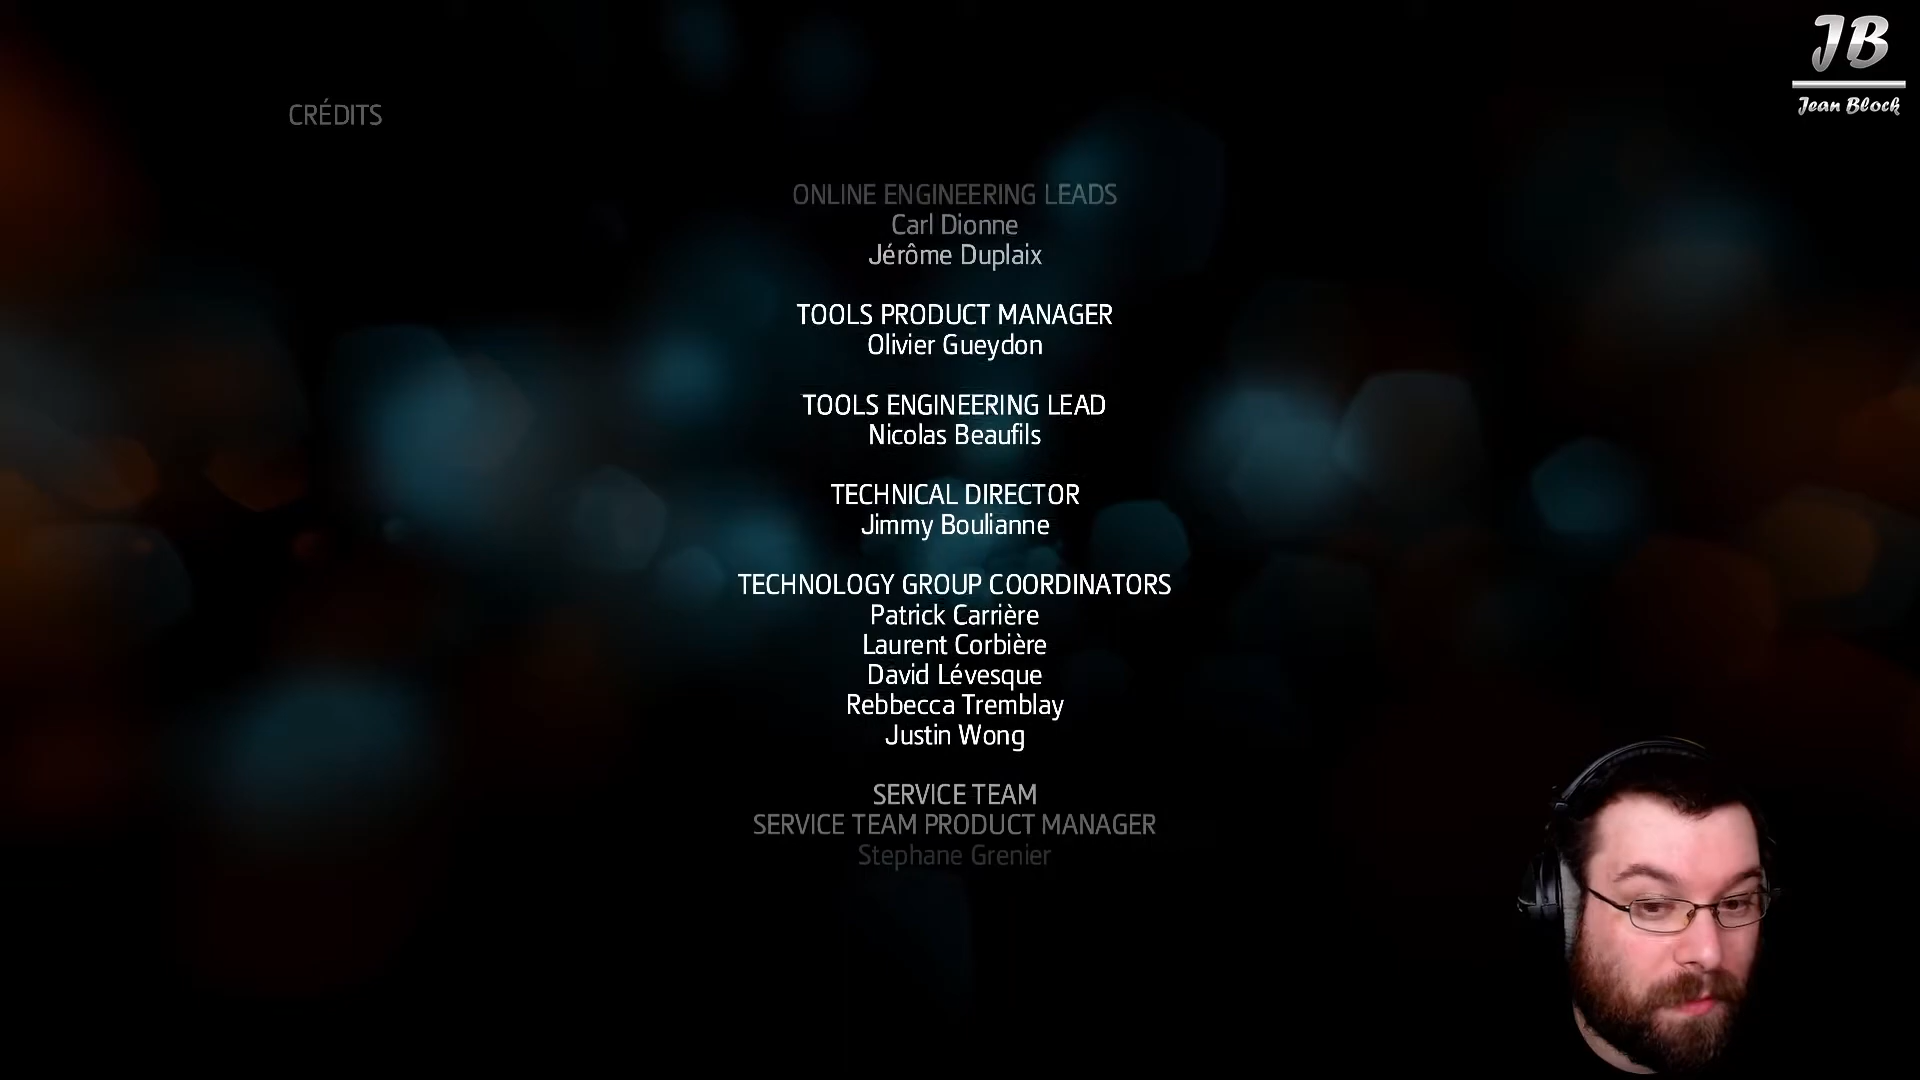 JB
Jean Block
CRÉDITS
ONLINE ENGINEERING LEADS
Carl Dionne
Jérôme Duplaix
TOOLS PRODUCT MANAGER
Olivier Gueydon
TOOLS ENGINEERING LEAD
Nicolas Beaufils
TECHNICAL DIRECTOR
Jimmy Boulianne
TECHNOLOGY GROUP COORDINATORS
Patrick Carrière
Laurent Corbière
David Lévesque
Rebbecca Tremblay
Justin Wong
SERVICE TEAM
SERVICE TEAM PRODUCT MANAGER
Stephane Grenier